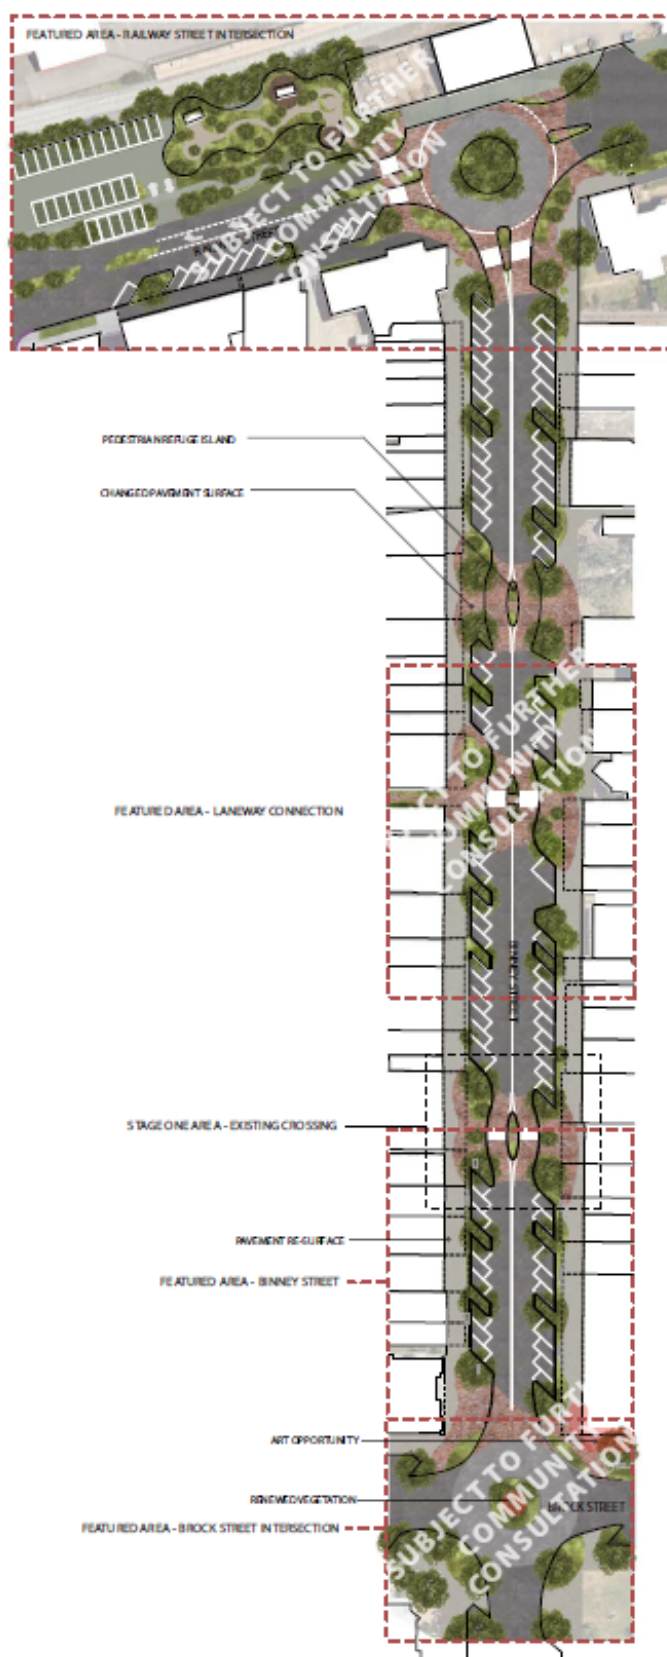 FEATURED AREA - RAILWAY STREET INTERSECTION
SUBJECT TO FURTHER
COMMUNITY
CONSULTATION
PEDESTRIAN REFUGE ISLAND
CHANGED PAVEMENT SURFACE
SUBJECT TO FURTHER
COMMUNITY
CONSULTATION
FEATURED AREA - LANEWAY CONNECTION
BINNEY STREET
STAGE ONE AREA - EXISTING CROSSING
PAVEMENT RE-SURFACE
FEATURED AREA - BINNEY STREET
ART OPPORTUNITY
SUBJECT TO FURTHER
COMMUNITY
CONSULTATION
RENEWED VEGETATION
BROCK STREET
FEATURED AREA - BROCK STREET INTERSECTION